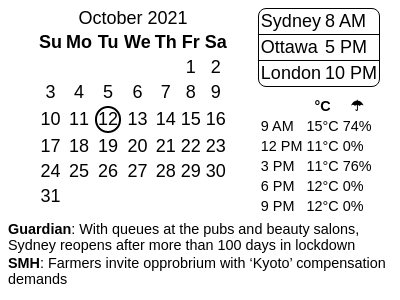 October 2021
Su Mo Tu We Th Fr Sa
1 2
3 4 5 6 7 8 9
10 11 12 13 14 15 16
17 18 19 20 21 22 23
24 25 26 27 28 29 30
31
Sydney 8 AM
Ottawa 5 PM
London 10 PM
°C ☂
9 AM 15°C 74%
12 PM 11°C 0%
3 PM 11°C 76%
6 PM 12°C 0%
9 PM 12°C 0%
Guardian: With queues at the pubs and beauty salons,
Sydney reopens after more than 100 days in lockdown
SMH: Farmers invite opprobrium with ‘Kyoto’ compensation
demands